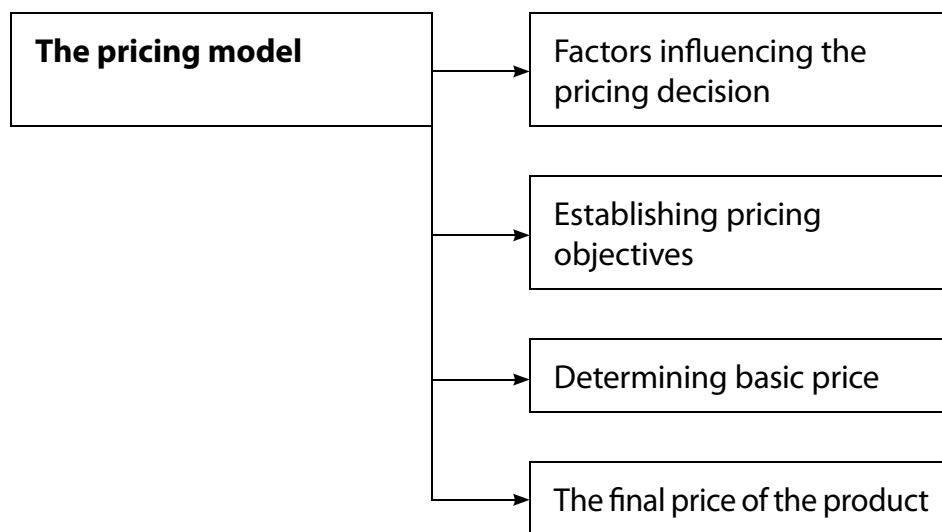 The pricing model
Factors influencing the
pricing decision
Establishing pricing
objectives
Determining basic price
The final price of the product